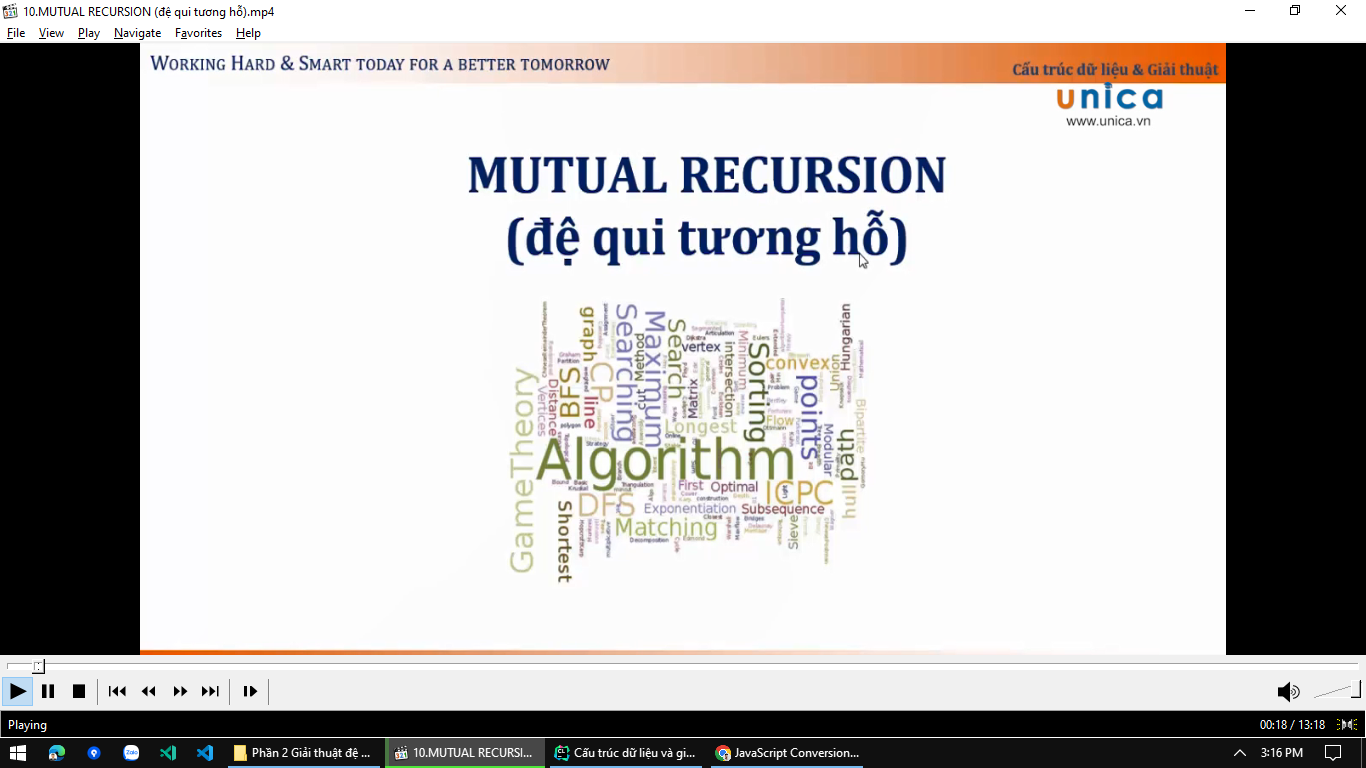 10.MUTUAL RECURSION (đệ qui tương hỗ).mp4
File View Play Navigate Favorites Help
WORKING HARD & SMART TODAY FOR A BETTER TOMORROW
Cấu trúc dữ liệu & Giải thuật
unica
www.unica.vn
MUTUAL RECURSION
(đệ qui tương hỗ)
graph
Searching
Method
Maximum
Search
vertex
intersection
Minimum
Sorting
convex
Union
Hungarian
GameTheory
Vertices
Distance
BFS
line
CP
cut
Matrix
Longest
Flow
points
Modular
path
Bipartite
Algorithm
First
Optimal
ICPC
hull
DFS
Exponentiation
Subsequence
Shortest
Matching
Sieve
Playing
00:18 / 13:18
Phần 2 Giải thuật đệ ...
10.MUTUAL RECURSI...
Cấu trúc dữ liệu và gi...
JavaScript Conversion...
3:16 PM